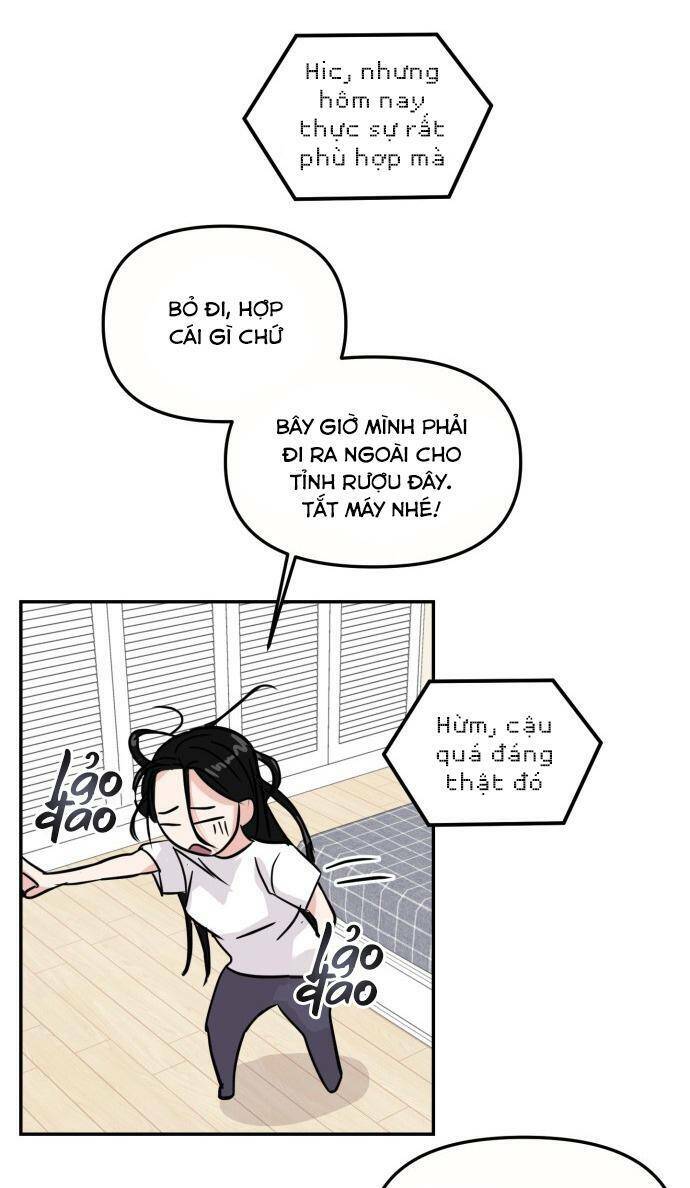 Hic, nhưng
hôm nay
thực sự rất
phù hợp mà
BỎ ĐI, HỢP
CÁI GÌ CHỨ
BÂY GIỜ MÌNH PHẢI
ĐI RA NGOÀI CHO
TỈNH RƯỢU ĐÂY.
TẮT MÁY NHÉ!
Hừm, cậu
quá đáng
thật đó
Lảo
đảo
Lảo
đảo